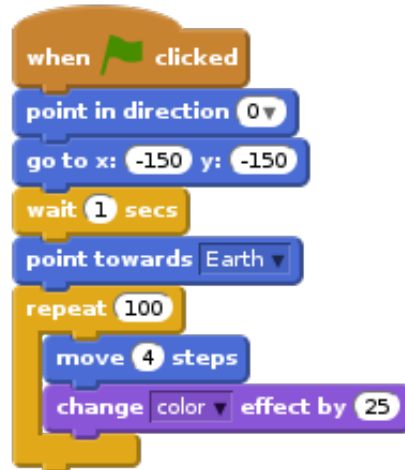 when clicked
point in direction 0
go to x: -150 y: -150
wait 1 secs
point towards Earth
repeat 100
move 4 steps
change color effect by 25